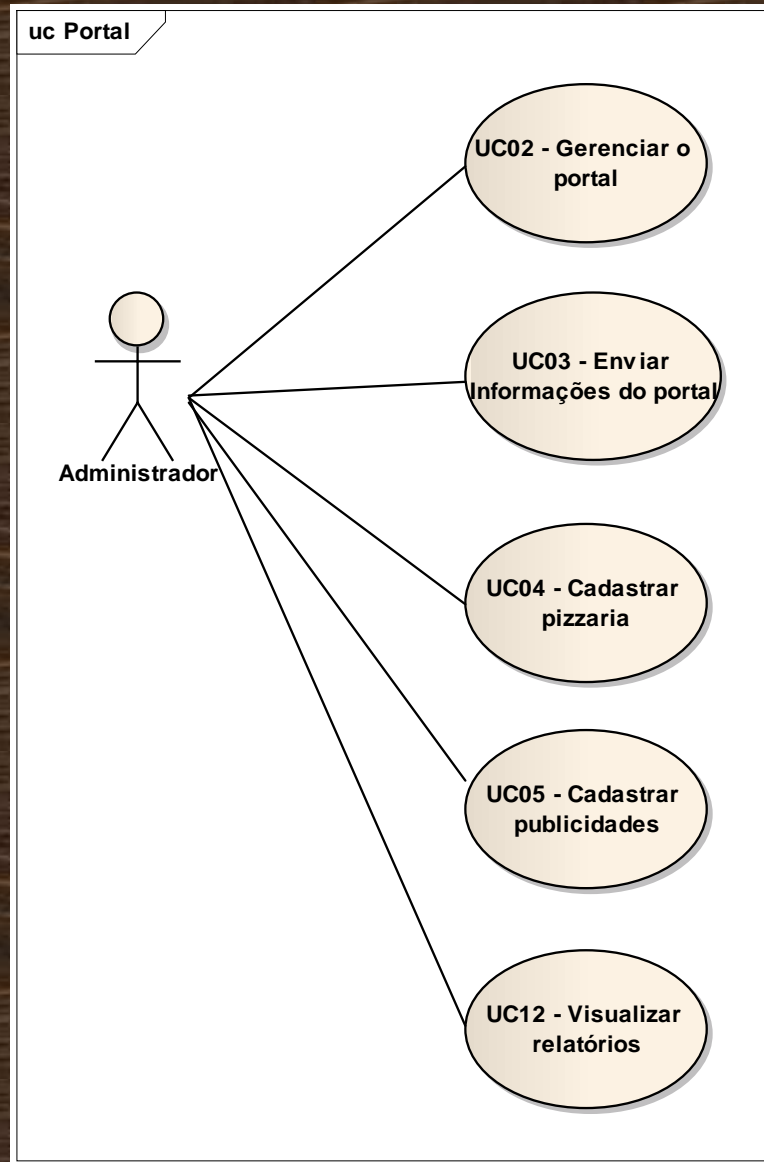 uc Portal
UC02 - Gerenciar o
portal
UC03 - Enviar
Informações do portal
Administrador
UC04 - Cadastrar
pizzaria
UC05 - Cadastrar
publicidades
UC12 - Visualizar
relatórios